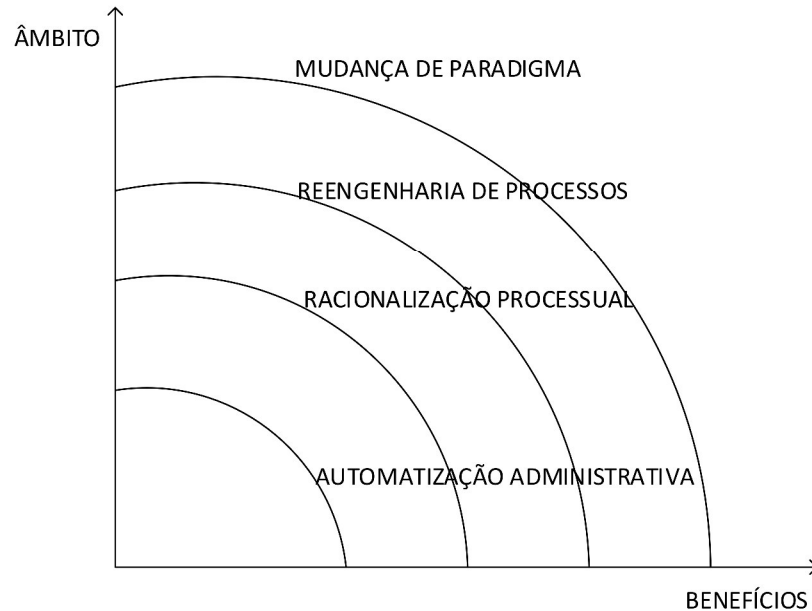 ÂMBITO
MUDANÇA DE PARADIGMA
REENGENHARIA DE PROCESSOS
RACIONALIZAÇÃO PROCESSUAL
AUTOMATIZAÇÃO ADMINISTRATIVA
BENEFÍCIOS